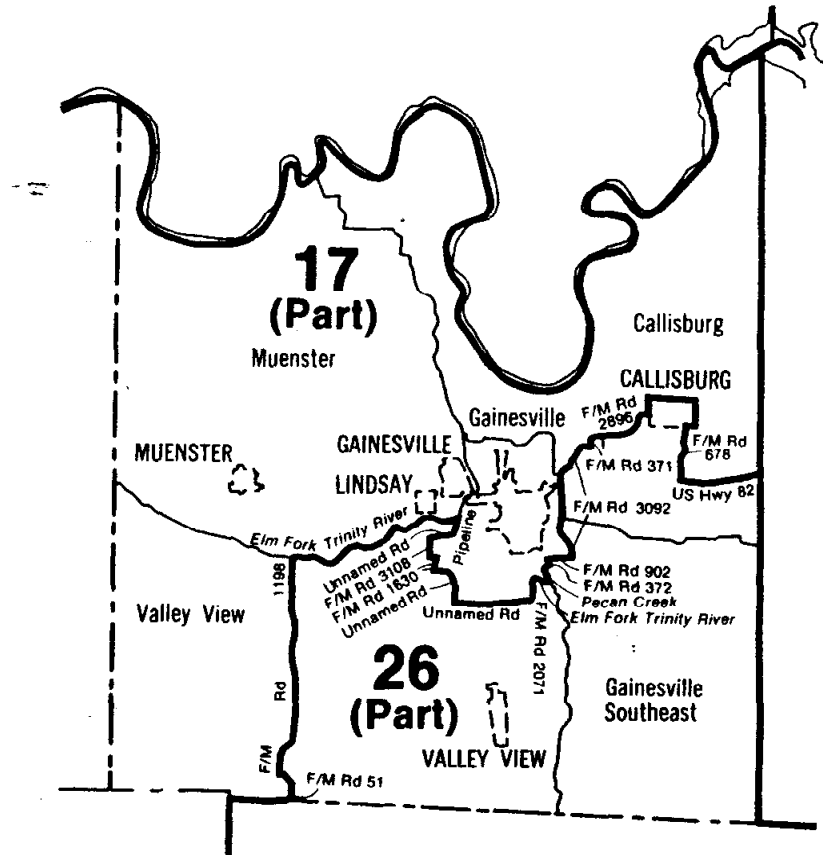 17
(Part)
Muenster
Callisburg
CALLISBURG
F/M Rd
2896
Gainesville
F/M Rd
678
F/M Rd 371
US Hwy 82
MUENSTER
GAINESVILLE
LINDSAY
F/M Rd 3092
Elm Fork Trinity River
Pipeline
Unnamed Rd
F/M Rd 3108
F/M Rd 1630
Unnamed Rd
Unnamed Rd
F/M Rd 902
F/M Rd 372
Pecan Creek
Elm Fork Trinity River
F/M Rd 2071
1198
Rd
F/M
Valley View
26
(Part)
Gainesville
Southeast
VALLEY VIEW
F/M Rd 51